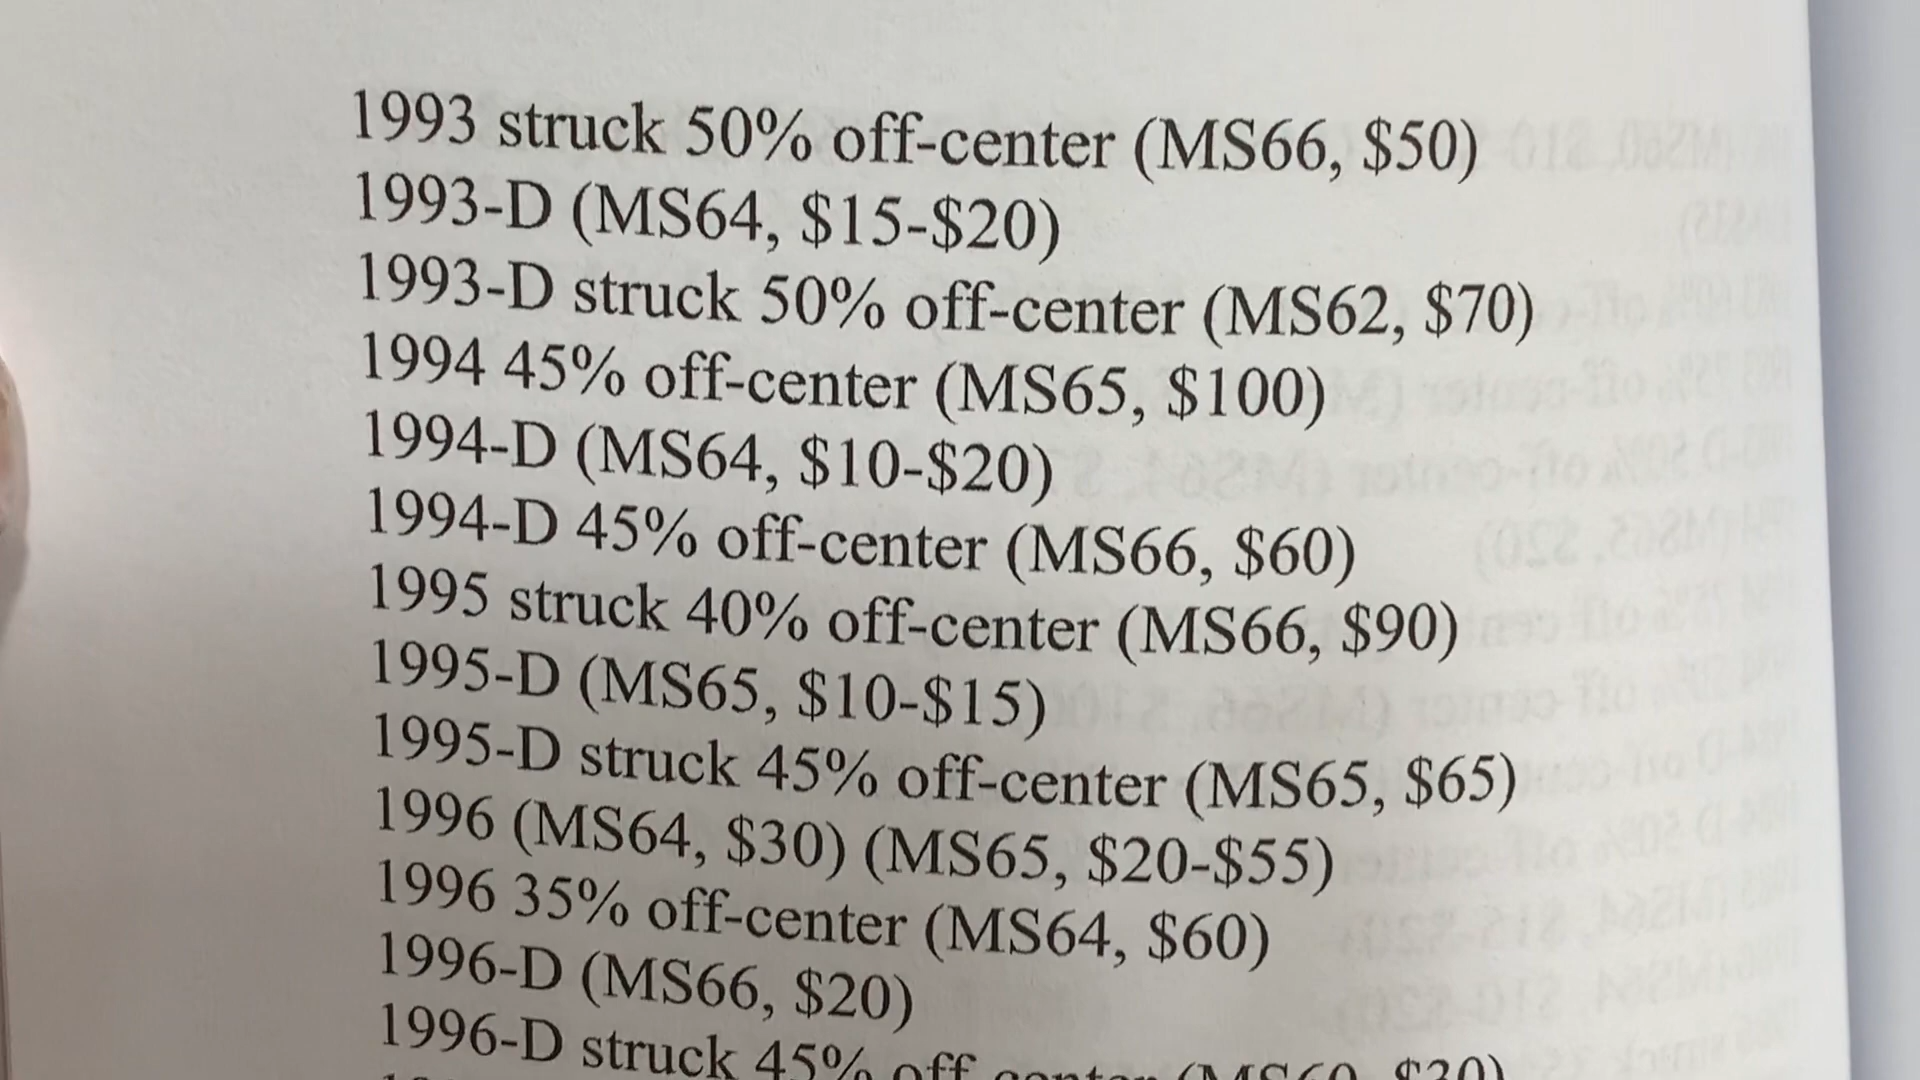 1993 struck 50% off-center (MS66, $50)
1993-D (MS64, $15-$20)
1993-D struck 50% off-center (MS62, $70)
1994 45% off-center (MS65, $100)
1994-D (MS64, $10-$20)
1994-D 45% off-center (MS66, $60)
1995 struck 40% off-center (MS66, $90)
1995-D (MS65, $10-$15)
1995-D struck 45% off-center (MS65, $65)
1996 (MS64, $30) (MS65, $20-$55)
1996 35% off-center (MS64, $60)
1996-D (MS66, $20)
1996-D struck 45% off-center